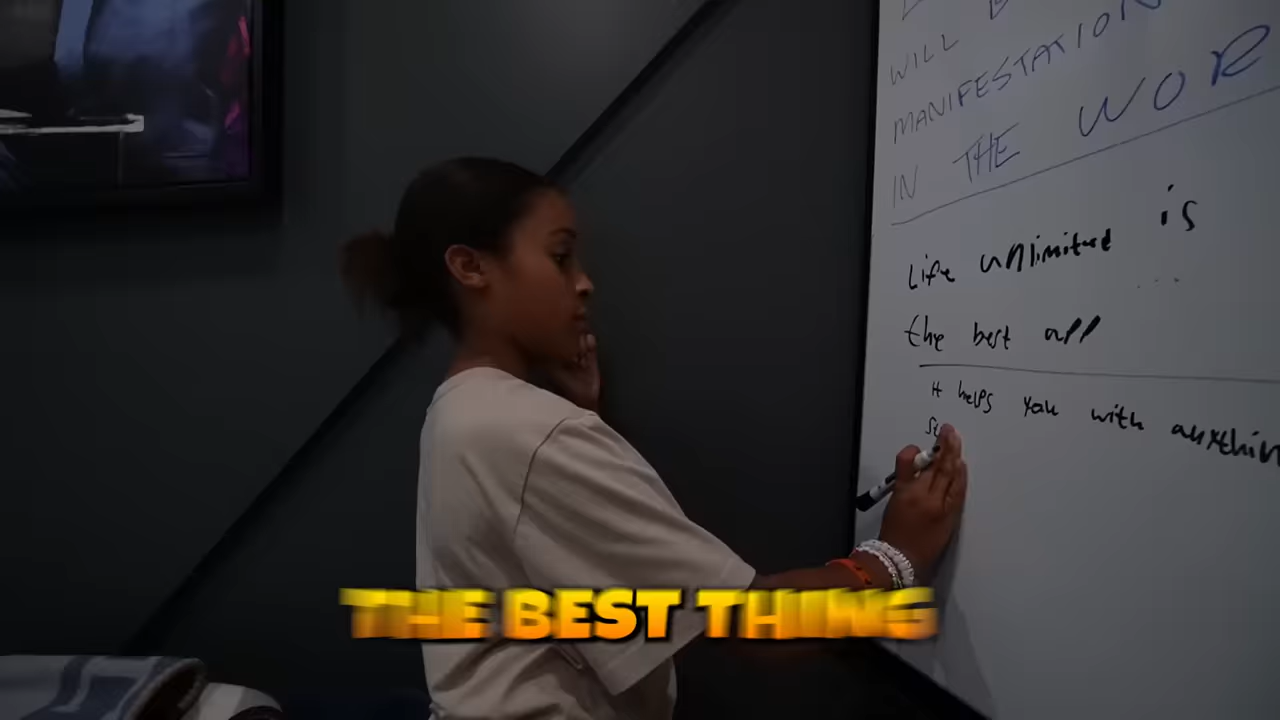 WILL
MANIFESTATION
IN THE WOR
Life unlimited is
the best all
It helps you with anythin
THE BEST THING